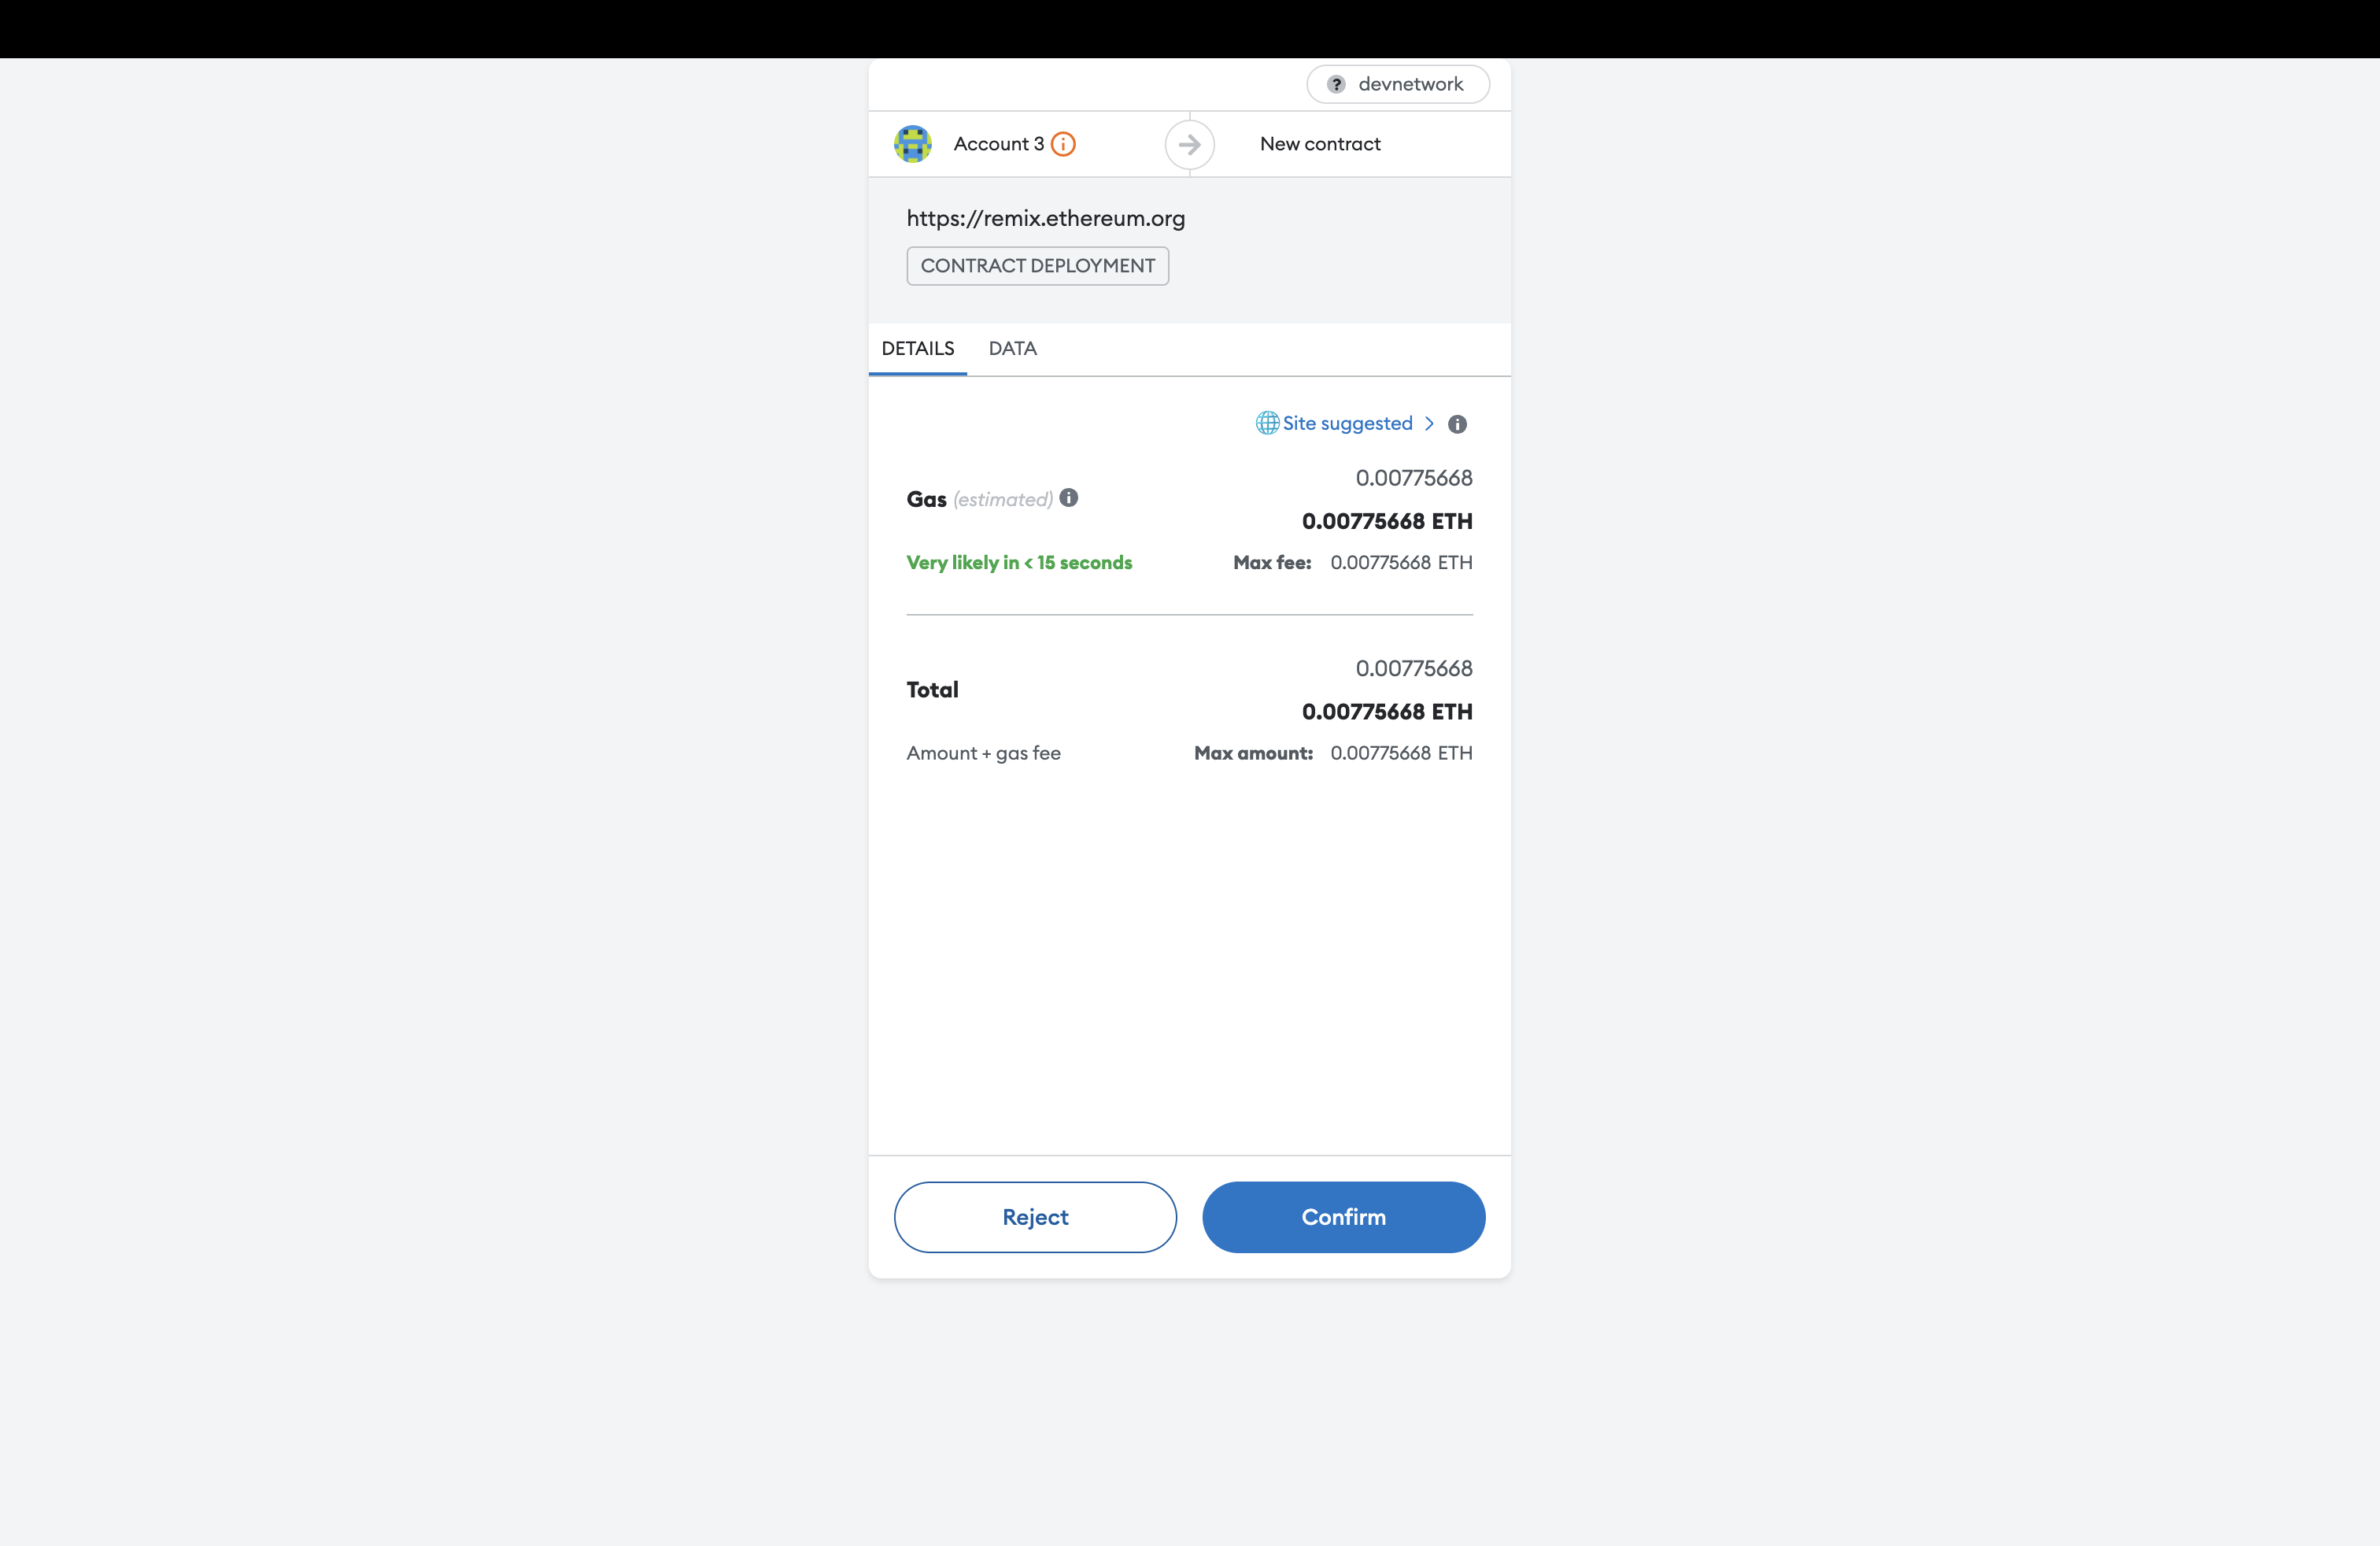 devnetwork
Account 3
New contract
https://remix.ethereum.org
CONTRACT DEPLOYMENT
DETAILS DATA
Site suggested >
0.00775668
Gas (estimated)
0.00775668 ETH
Very likely in < 15 seconds Max fee: 0.00775668 ETH
0.00775668
Total
0.00775668 ETH
Amount + gas fee Max amount: 0.00775668 ETH
Reject Confirm